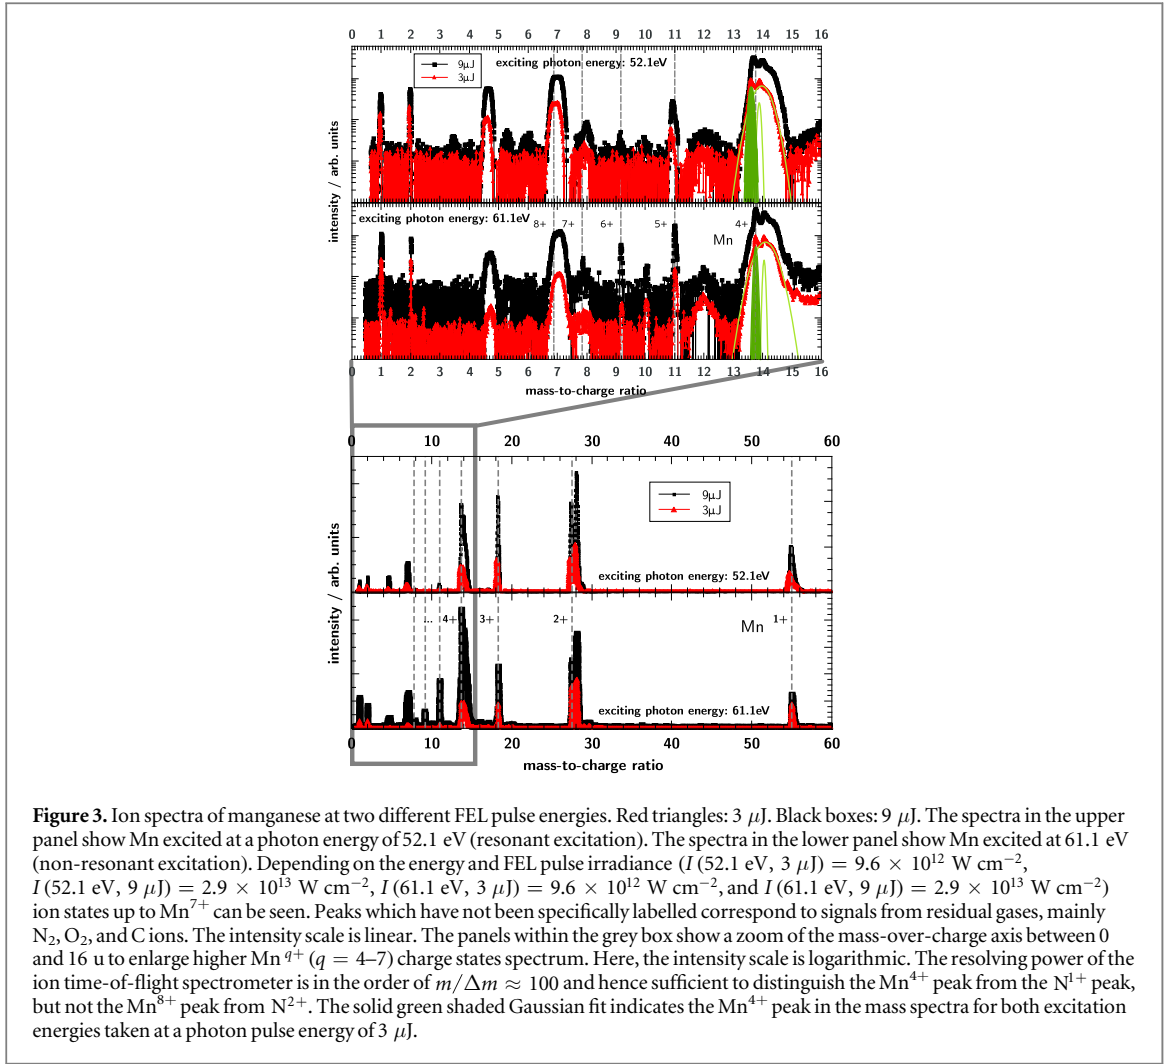 0 1 2 3 4 5 6 7 8 9 10 11 12 13 14 15 16
9μJ
3μJ
exciting photon energy: 52.1eV
intensity / arb. units
exciting photon energy: 61.1eV
8+ 7+ 6+ 5+ Mn 4+
0 1 2 3 4 5 6 7 8 9 10 11 12 13 14 15 16
mass-to-charge ratio
0 10 20 30 40 50 60
9μJ
3μJ
exciting photon energy: 52.1eV
intensity / arb. units
... 4+ 3+ 2+ Mn 1+
exciting photon energy: 61.1eV
0 10 20 30 40 50 60
mass-to-charge ratio
Figure 3. Ion spectra of manganese at two different FEL pulse energies. Red triangles: 3 μJ. Black boxes: 9 μJ. The spectra in the upper
panel show Mn excited at a photon energy of 52.1 eV (resonant excitation). The spectra in the lower panel show Mn excited at 61.1 eV
(non-resonant excitation). Depending on the energy and FEL pulse irradiance (I (52.1 eV, 3 μJ) = 9.6 × 10¹² W cm⁻²,
I (52.1 eV, 9 μJ) = 2.9 × 10¹³ W cm⁻², I (61.1 eV, 3 μJ) = 9.6 × 10¹² W cm⁻², and I (61.1 eV, 9 μJ) = 2.9 × 10¹³ W cm⁻²)
ion states up to Mn⁷⁺ can be seen. Peaks which have not been specifically labelled correspond to signals from residual gases, mainly
N₂, O₂, and C ions. The intensity scale is linear. The panels within the grey box show a zoom of the mass-over-charge axis between 0
and 16 u to enlarge higher Mn q⁺ (q = 4–7) charge states spectrum. Here, the intensity scale is logarithmic. The resolving power of the
ion time-of-flight spectrometer is in the order of m/Δm ≈ 100 and hence sufficient to distinguish the Mn⁴⁺ peak from the N¹⁺ peak,
but not the Mn⁸⁺ peak from N²⁺. The solid green shaded Gaussian fit indicates the Mn⁴⁺ peak in the mass spectra for both excitation
energies taken at a photon pulse energy of 3 μJ.